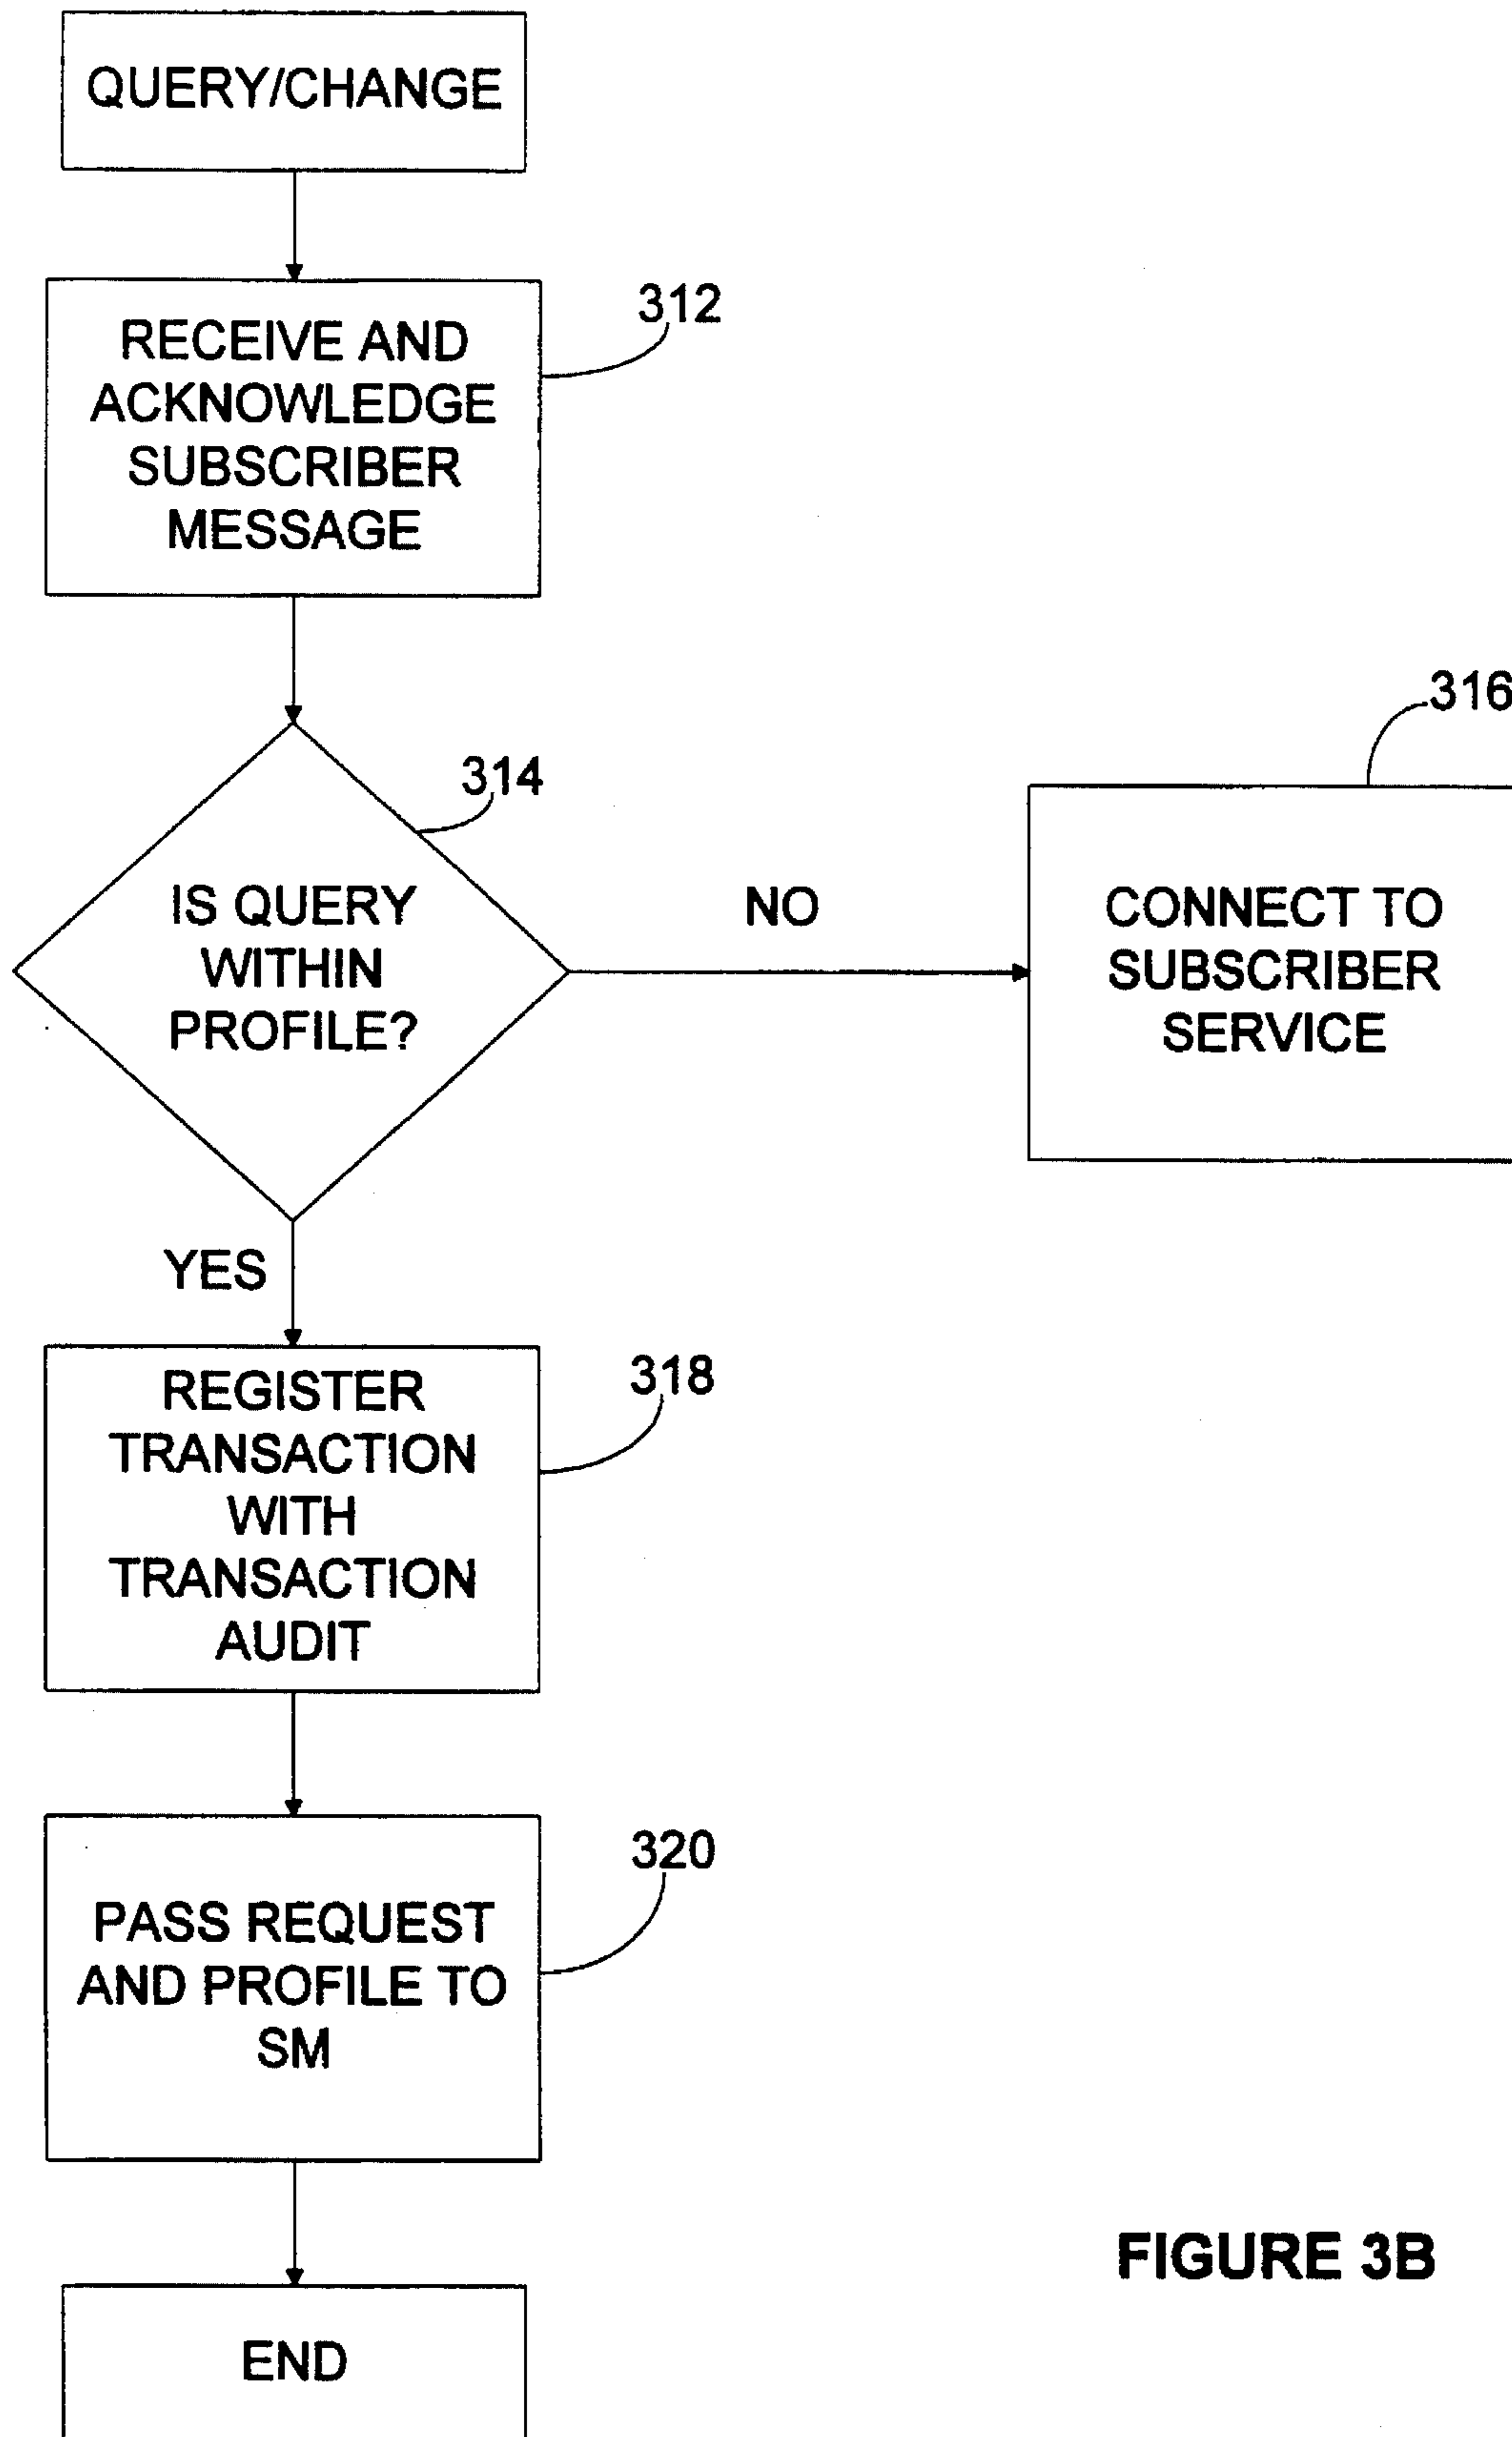 QUERY/CHANGE
312
RECEIVE AND
ACKNOWLEDGE
SUBSCRIBER
MESSAGE
316
314
IS QUERY
WITHIN
PROFILE?
NO
CONNECT TO
SUBSCRIBER
SERVICE
YES
318
REGISTER
TRANSACTION
WITH
TRANSACTION
AUDIT
320
PASS REQUEST
AND PROFILE TO
SM
FIGURE 3B
END